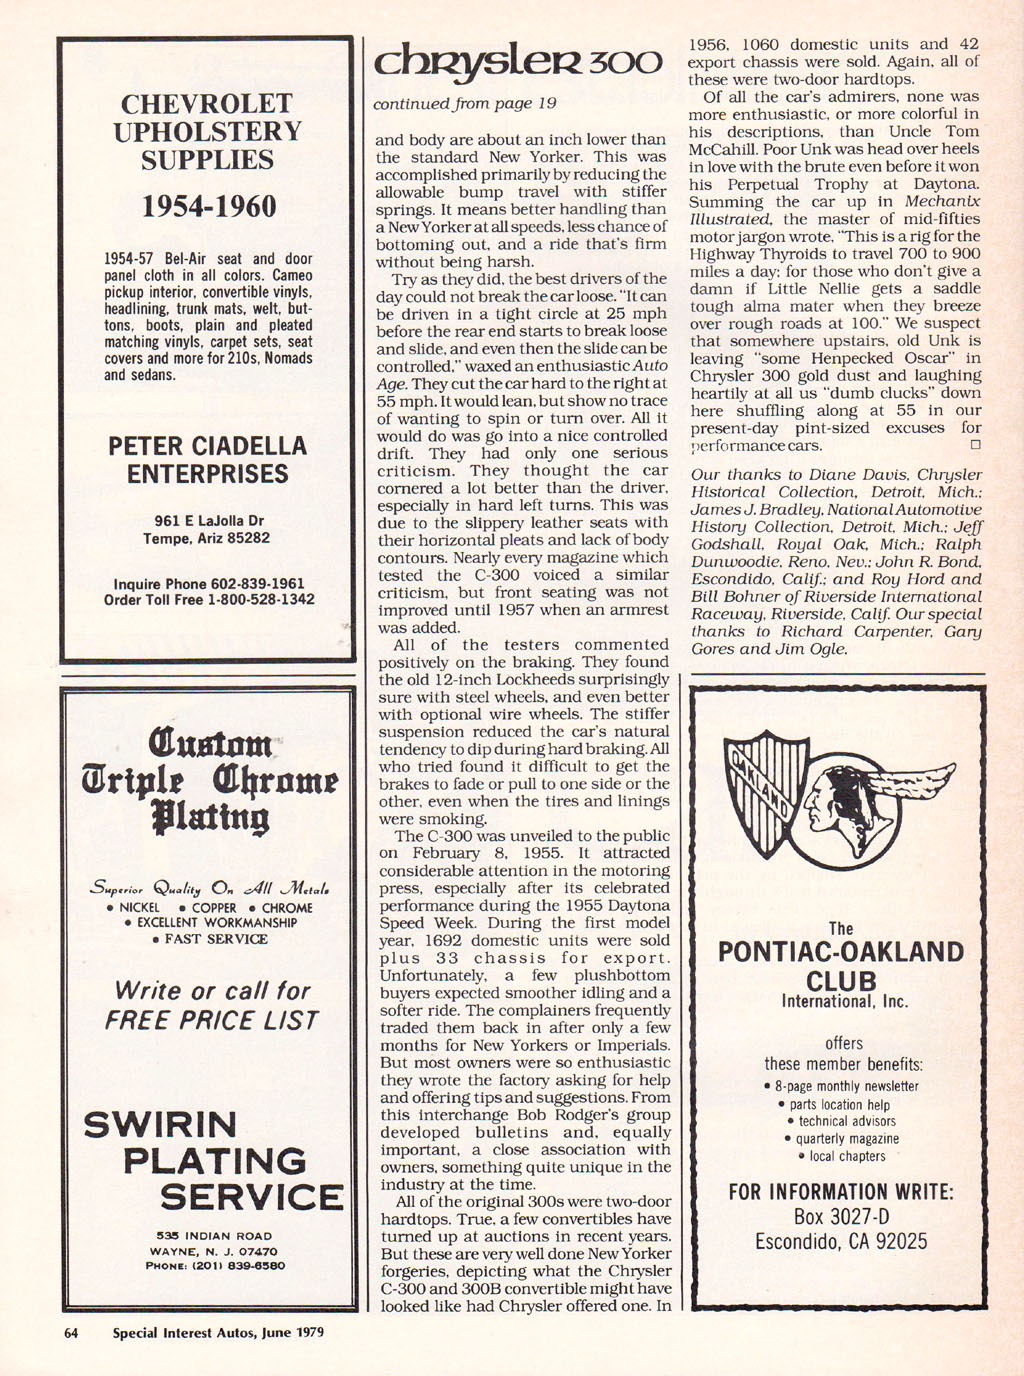 CHEVROLET
UPHOLSTERY
SUPPLIES
1954-1960
1954-57 Bel-Air seat and door
panel cloth in all colors. Cameo
pickup interior, convertible vinyls,
headlining, trunk mats, welt, but-
tons, boots, plain and pleated
matching vinyls, carpet sets, seat
covers and more for 210s, Nomads
and sedans.
PETER CIADELLA
ENTERPRISES
961 E LaJolla Dr
Tempe, Ariz 85282
Inquire Phone 602-839-1961
Order Toll Free 1-800-528-1342
Custom
Triple Chrome
Plating
Superior Quality On All Metals
• NICKEL • COPPER • CHROME
• EXCELLENT WORKMANSHIP
• FAST SERVICE
Write or call for
FREE PRICE LIST
SWIRIN
PLATING
SERVICE
535 INDIAN ROAD
WAYNE, N. J. 07470
PHONE: (201) 839-6580
chrysler 300
continued from page 19
and body are about an inch lower than
the standard New Yorker. This was
accomplished primarily by reducing the
allowable bump travel with stiffer
springs. It means better handling than
a New Yorker at all speeds, less chance of
bottoming out, and a ride that's firm
without being harsh.
Try as they did, the best drivers of the
day could not break the car loose. "It can
be driven in a tight circle at 25 mph
before the rear end starts to break loose
and slide, and even then the slide can be
controlled," waxed an enthusiastic Auto
Age. They cut the car hard to the right at
55 mph. It would lean, but show no trace
of wanting to spin or turn over. All it
would do was go into a nice controlled
drift. They had only one serious
criticism. They thought the car
cornered a lot better than the driver,
especially in hard left turns. This was
due to the slippery leather seats with
their horizontal pleats and lack of body
contours. Nearly every magazine which
tested the C-300 voiced a similar
criticism, but front seating was not
improved until 1957 when an armrest
was added.
All of the testers commented
positively on the braking. They found
the old 12-inch Lockheeds surprisingly
sure with steel wheels, and even better
with optional wire wheels. The stiffer
suspension reduced the car's natural
tendency to dip during hard braking. All
who tried found it difficult to get the
brakes to fade or pull to one side or the
other, even when the tires and linings
were smoking.
The C-300 was unveiled to the public
on February 8, 1955. It attracted
considerable attention in the motoring
press, especially after its celebrated
performance during the 1955 Daytona
Speed Week. During the first model
year, 1692 domestic units were sold
plus 33 chassis for export.
Unfortunately, a few plushbottom
buyers expected smoother idling and a
softer ride. The complainers frequently
traded them back in after only a few
months for New Yorkers or Imperials.
But most owners were so enthusiastic
they wrote the factory asking for help
and offering tips and suggestions. From
this interchange Bob Rodger's group
developed bulletins and, equally
important, a close association with
owners, something quite unique in the
industry at the time.
All of the original 300s were two-door
hardtops. True, a few convertibles have
turned up at auctions in recent years.
But these are very well done New Yorker
forgeries, depicting what the Chrysler
C-300 and 300B convertible might have
looked like had Chrysler offered one. In
1956, 1060 domestic units and 42
export chassis were sold. Again, all of
these were two-door hardtops.
Of all the car's admirers, none was
more enthusiastic, or more colorful in
his descriptions, than Uncle Tom
McCahill. Poor Unk was head over heels
in love with the brute even before it won
his Perpetual Trophy at Daytona.
Summing the car up in Mechanix
Illustrated, the master of mid-fifties
motor jargon wrote, "This is a rig for the
Highway Thyroids to travel 700 to 900
miles a day; for those who don't give a
damn if Little Nellie gets a saddle
tough alma mater when they breeze
over rough roads at 100." We suspect
that somewhere upstairs, old Unk is
leaving "some Henpecked Oscar" in
Chrysler 300 gold dust and laughing
heartily at all us "dumb clucks" down
here shuffling along at 55 in our
present-day pint-sized excuses for
performance cars. □
Our thanks to Diane Davis, Chrysler
Historical Collection, Detroit, Mich.;
James J. Bradley, National Automotive
History Collection, Detroit, Mich.; Jeff
Godshall, Royal Oak, Mich.; Ralph
Dunwoodie, Reno, Nev.; John R. Bond,
Escondido, Calif.; and Roy Hord and
Bill Bohner of Riverside International
Raceway, Riverside, Calif. Our special
thanks to Richard Carpenter, Gary
Gores and Jim Ogle.
OAKLAND
The
PONTIAC-OAKLAND
CLUB
International, Inc.
offers
these member benefits:
• 8-page monthly newsletter
• parts location help
• technical advisors
• quarterly magazine
• local chapters
FOR INFORMATION WRITE:
Box 3027-D
Escondido, CA 92025
64 Special Interest Autos, June 1979